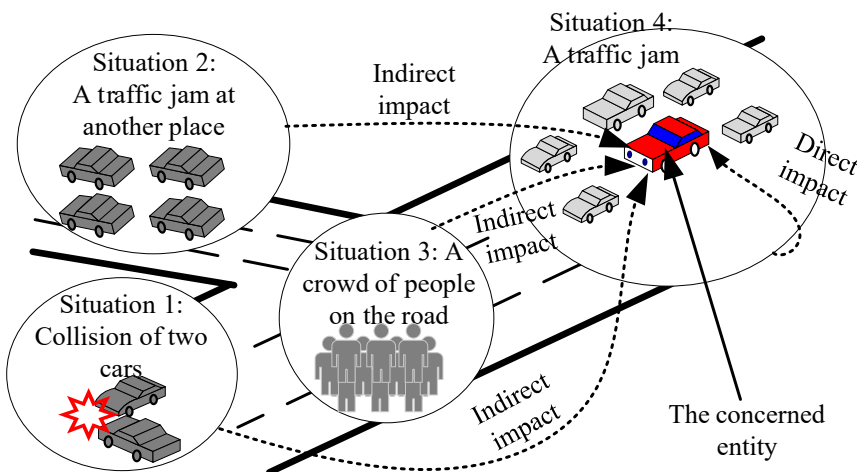 Situation 4:
A traffic jam
Situation 2:
A traffic jam at
another place
Indirect
impact
Direct
impact
Indirect
impact
Situation 3: A
crowd of people
on the road
Situation 1:
Collision of two
cars
Indirect
impact
The concerned
entity